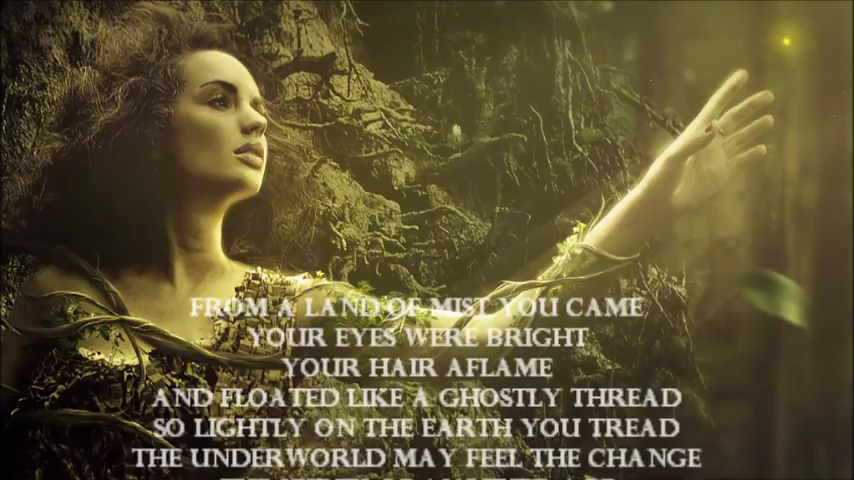 FROM A LAND OF MIST YOU CAME
YOUR EYES WERE BRIGHT
YOUR HAIR AFLAME
AND FLOATED LIKE A GHOSTLY THREAD
SO LIGHTLY ON THE EARTH YOU TREAD
THE UNDERWORLD MAY FEEL THE CHANGE